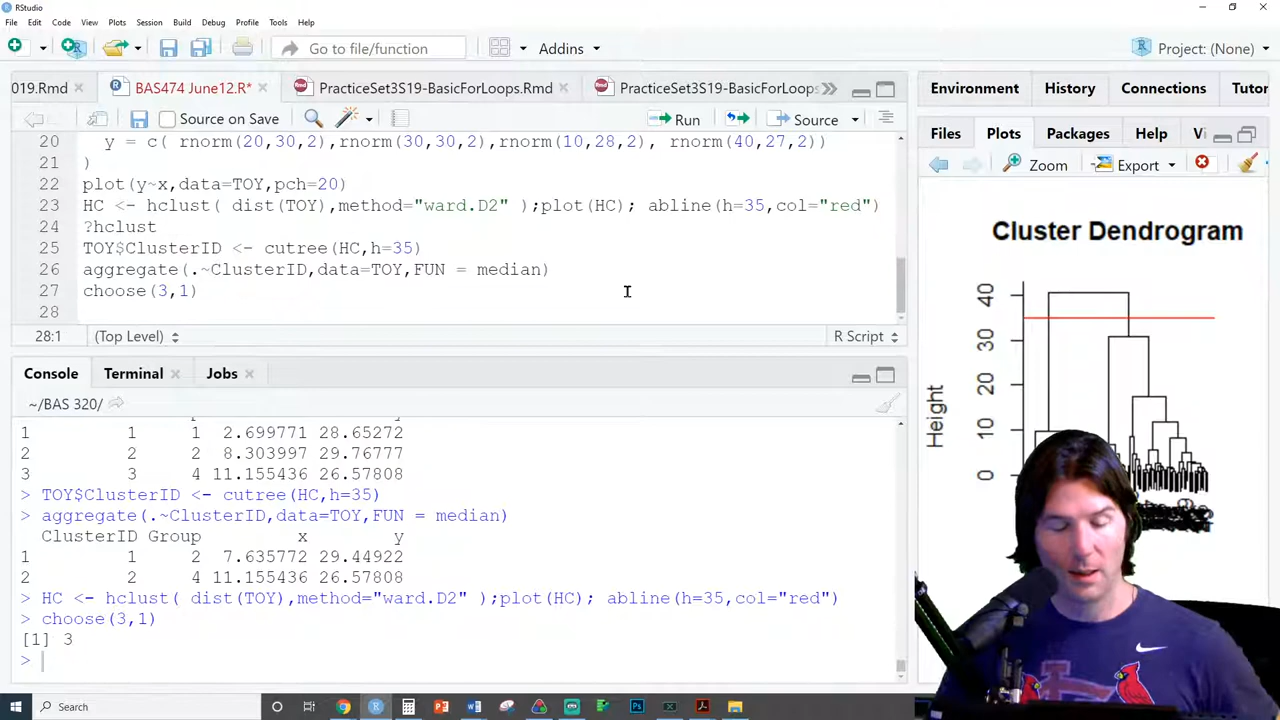 RStudio
File Edit Code View Plots Session Build Debug Profile Tools Help
Go to file/function
Addins
Project: (None)
019.Rmd
BAS474 June12.R*
PracticeSet3S19-BasicForLoops.Rmd
PracticeSet3S19-BasicForLoops
Source on Save
Run
Source
20 y = c( rnorm(20,30,2),rnorm(30,30,2),rnorm(10,28,2), rnorm(40,27,2))
21 )
22 plot(y~x,data=TOY,pch=20)
23 HC <- hclust( dist(TOY),method="ward.D2" );plot(HC); abline(h=35,col="red")
24 ?hclust
25 TOY$ClusterID <- cutree(HC,h=35)
26 aggregate(.~ClusterID,data=TOY,FUN = median)
27 choose(3,1)
28
28:1 (Top Level) R Script
Console Terminal Jobs
~/BAS 320/
1 1 1 2.699771 28.65272
2 2 2 8.303997 29.76777
3 3 4 11.155436 26.57808
> TOY$ClusterID <- cutree(HC,h=35)
> aggregate(.~ClusterID,data=TOY,FUN = median)
ClusterID Group x y
1 1 2 7.635772 29.44922
2 2 4 11.155436 26.57808
> HC <- hclust( dist(TOY),method="ward.D2" );plot(HC); abline(h=35,col="red")
> choose(3,1)
[1] 3
>
Environment History Connections Tutor
Files Plots Packages Help Vi
Zoom Export
Cluster Dendrogram
Height
40
30
20
10
0
Search